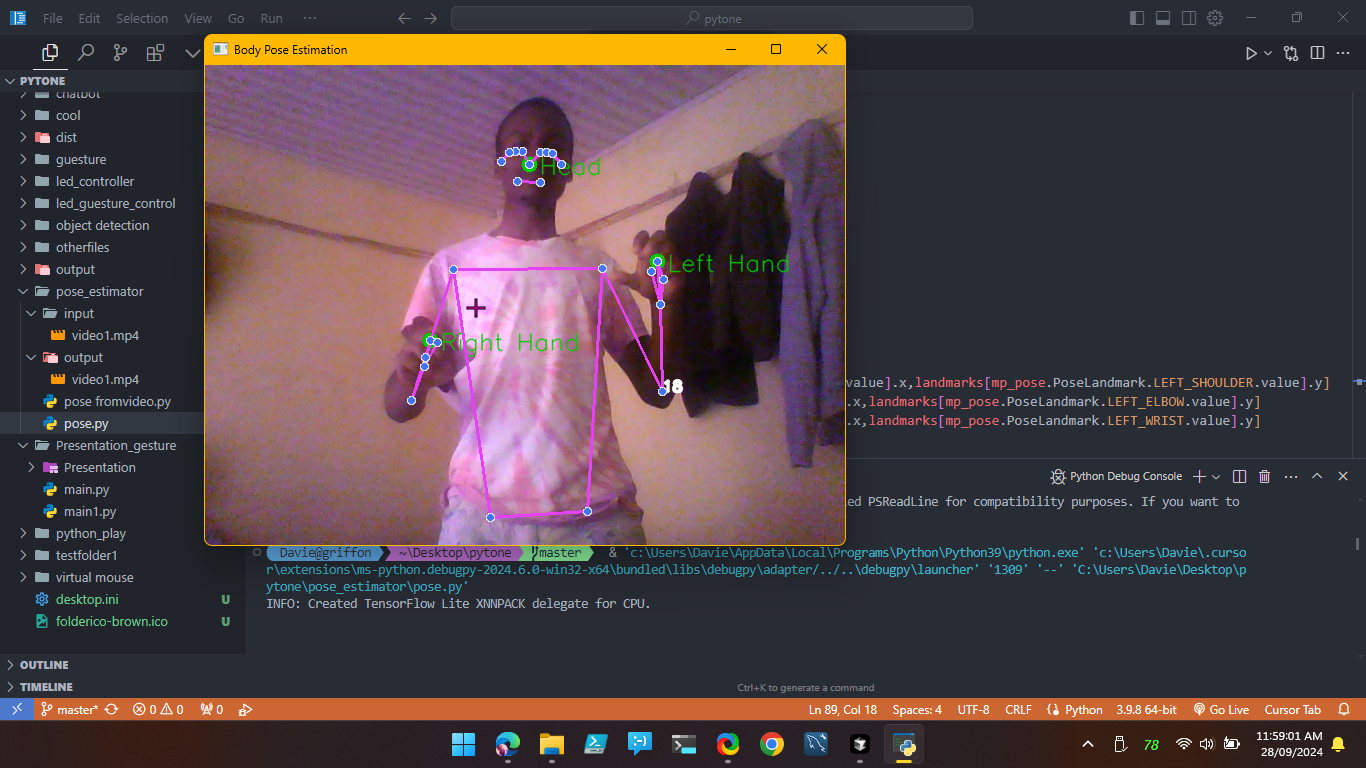 File Edit Selection View Go Run ··· pytone
Body Pose Estimation
PYTONE
chatbot
cool
dist
guesture
led_controller
led_guesture_control
object detection
otherfiles
output
pose_estimator
input
video1.mp4
output
video1.mp4
pose fromvideo.py
pose.py
Presentation_gesture
Presentation
main.py
main1.py
python_play
testfolder1
virtual mouse
desktop.ini U
folderico-brown.ico U
OUTLINE
TIMELINE
Head
Left Hand
Right Hand
18
value].x,landmarks[mp_pose.PoseLandmark.LEFT_SHOULDER.value].y]
.x,landmarks[mp_pose.PoseLandmark.LEFT_ELBOW.value].y]
.x,landmarks[mp_pose.PoseLandmark.LEFT_WRIST.value].y]
Python Debug Console
ed PSReadLine for compatibility purposes. If you want to
Davie@griffon ~\Desktop\pytone master & 'c:\Users\Davie\AppData\Local\Programs\Python\Python39\python.exe' 'c:\Users\Davie\.curso
r\extensions\ms-python.debugpy-2024.6.0-win32-x64\bundled\libs\debugpy\adapter/../..\debugpy\launcher' '1309' '--' 'C:\Users\Davie\Desktop\p
ytone\pose_estimator\pose.py'
INFO: Created TensorFlow Lite XNNPACK delegate for CPU.
Ctrl+K to generate a command
master* 0 0 0 Ln 89, Col 18 Spaces: 4 UTF-8 CRLF Python 3.9.8 64-bit Go Live Cursor Tab
78 11:59:01 AM
28/09/2024